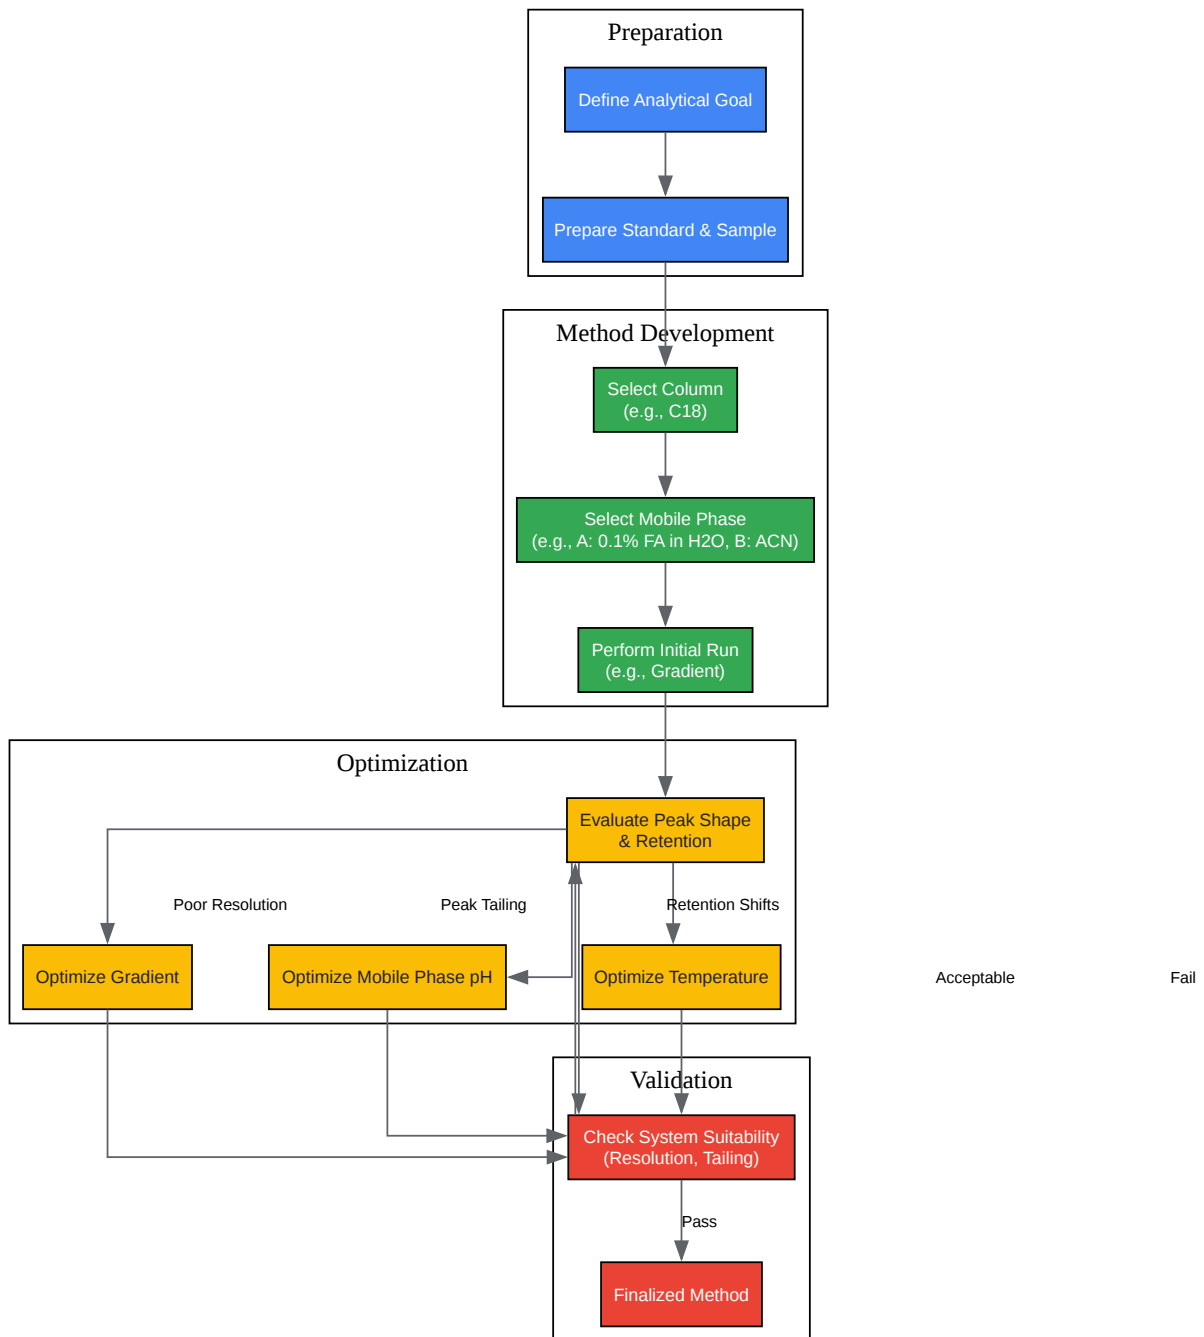 Preparation
Define Analytical Goal
Prepare Standard & Sample
Method Development
Select Column
(e.g., C18)
Select Mobile Phase
(e.g., A: 0.1% FA in H2O, B: ACN)
Perform Initial Run
(e.g., Gradient)
Optimization
Evaluate Peak Shape
& Retention
Poor Resolution
Peak Tailing
Retention Shifts
Optimize Gradient
Optimize Mobile Phase pH
Optimize Temperature
Acceptable
Fail
Validation
Check System Suitability
(Resolution, Tailing)
Pass
Finalized Method